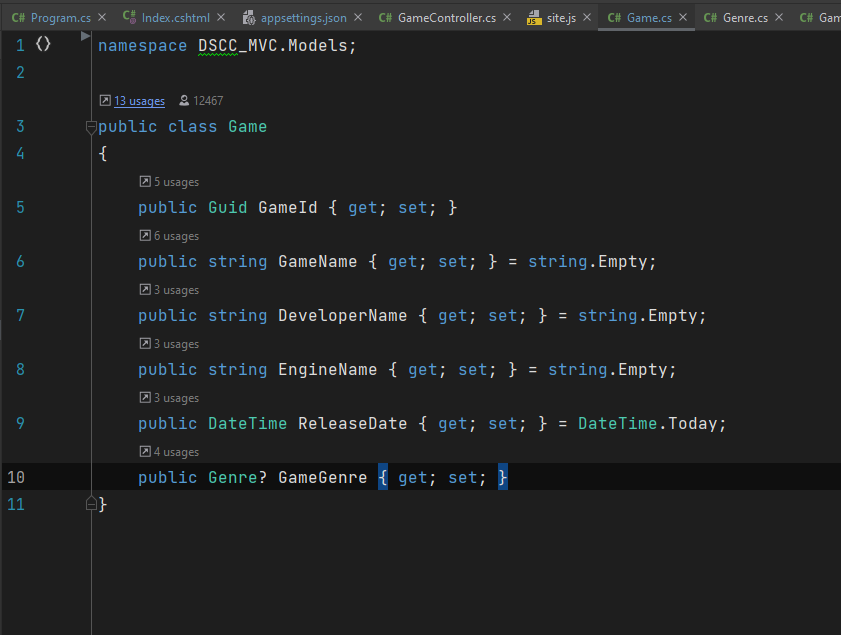 C# Program.cs × C# Index.cshtml × appsettings.json × C# GameController.cs × JS site.js × C# Game.cs × C# Genre.cs × C# Gam
1 namespace DSCC_MVC.Models;
2
13 usages 12467
3 public class Game
4 {
5 usages
5 public Guid GameId { get; set; }
6 usages
6 public string GameName { get; set; } = string.Empty;
3 usages
7 public string DeveloperName { get; set; } = string.Empty;
3 usages
8 public string EngineName { get; set; } = string.Empty;
3 usages
9 public DateTime ReleaseDate { get; set; } = DateTime.Today;
4 usages
10 public Genre? GameGenre { get; set; }
11 }